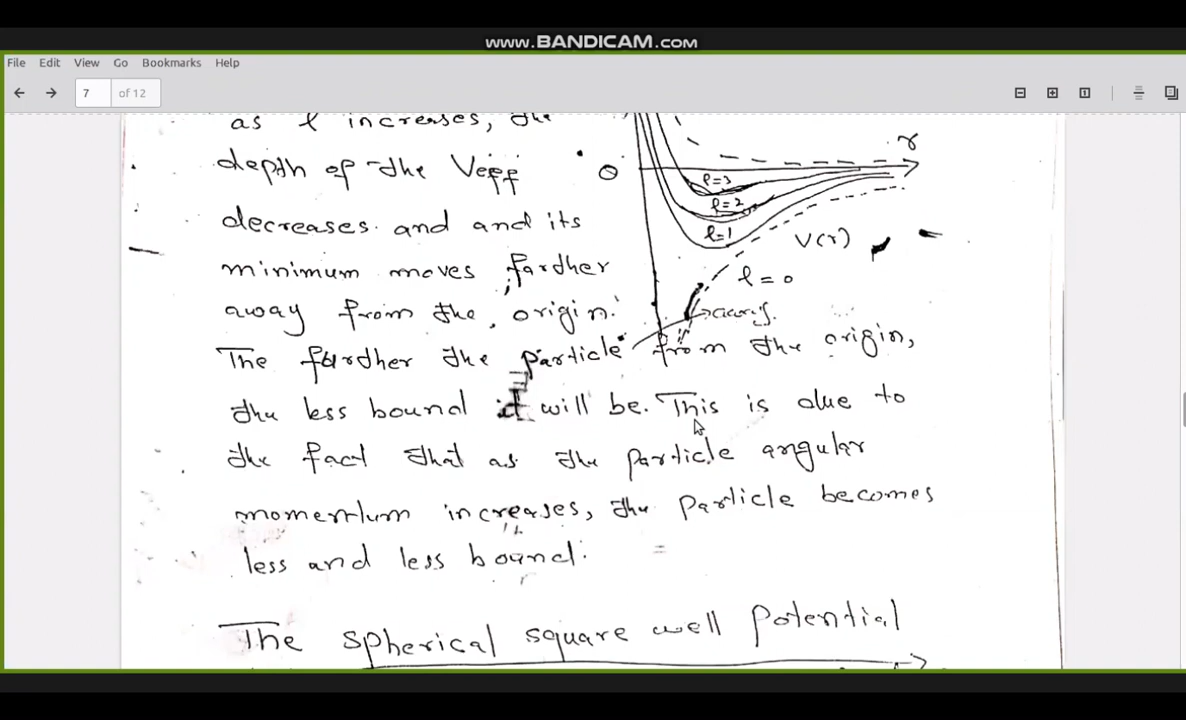 www.BANDICAM.com
File Edit View Go Bookmarks Help
7 of 12
as l increases, the
depth of the Veff
decreases. and and its
minimum moves farther
away from the origin.
The further the particle from the origin,
the less bound it will be. This is due to
the fact that as the particle angular
momentum increases, the particle becomes
less and less bound.
The spherical square well potential
r
0
l=3
l=2
l=1
V(r)
l=0